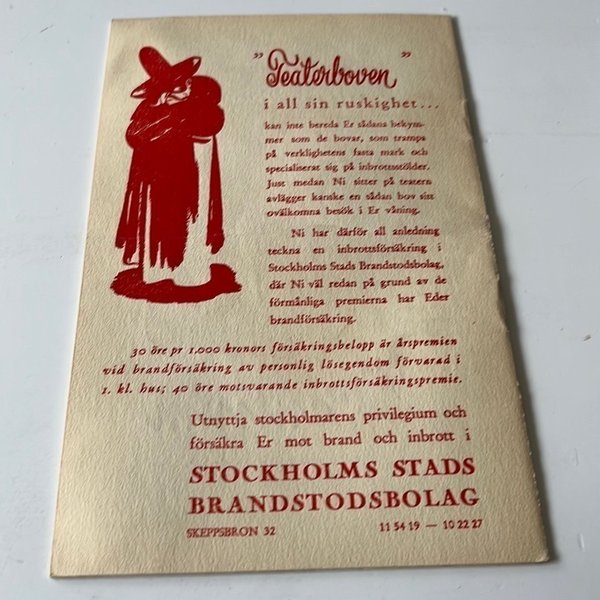 "Teaterboven"
i all sin ruskighet...
kan inte bereda Er sådana bekym-
mer som de bovar, som trampa
på verklighetens fasta mark och
specialiserat sig på inbrottsstölder.
Just medan Ni sitter på teatern
avlägger kanske en sådan bov sitt
ovälkomna besök i Er våning.
Ni har därför all anledning
teckna en inbrottsförsäkring i
Stockholms Stads Brandstodsbolag,
där Ni väl redan på grund av de
förmånliga premierna har Eder
brandförsäkring.
30 öre pr 1.000 kronors försäkringsbelopp är årspremien
vid brandförsäkring av personlig lösegendom förvarad i
1. kl. hus; 40 öre motsvarande inbrottsförsäkringspremie.
Utnyttja stockholmarens privilegium och
försäkra Er mot brand och inbrott i
STOCKHOLMS STADS
BRANDSTODSBOLAG
SKEPPSBRON 32 11 54 19 — 10 22 27